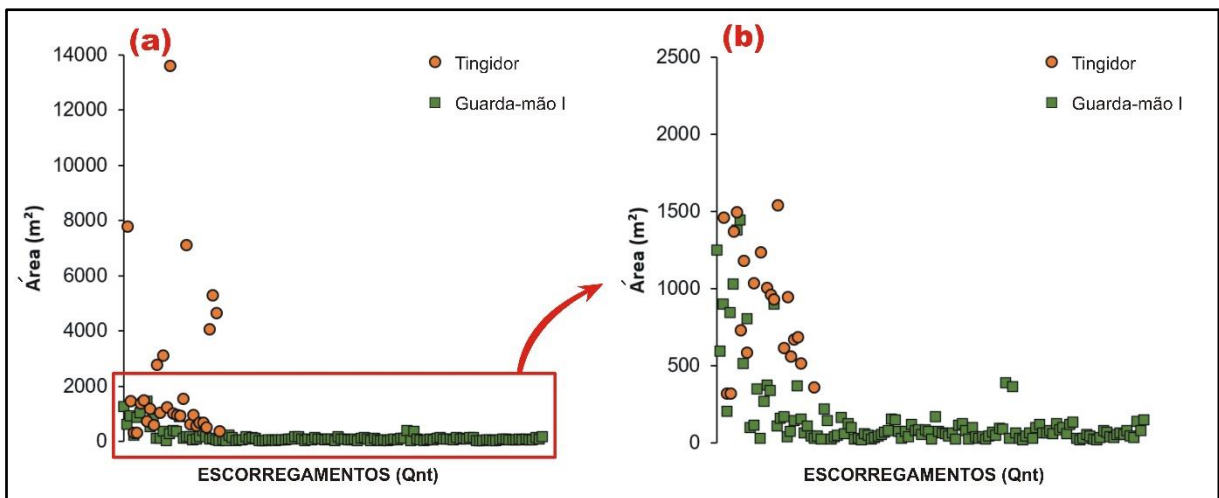 (a)
14000
12000
10000
8000
6000
4000
2000
0
Área (m²)
Tingidor
Guarda-mão I
ESCORREGAMENTOS (Qnt)
(b)
2500
2000
1500
1000
500
0
Área (m²)
Tingidor
Guarda-mão I
ESCORREGAMENTOS (Qnt)